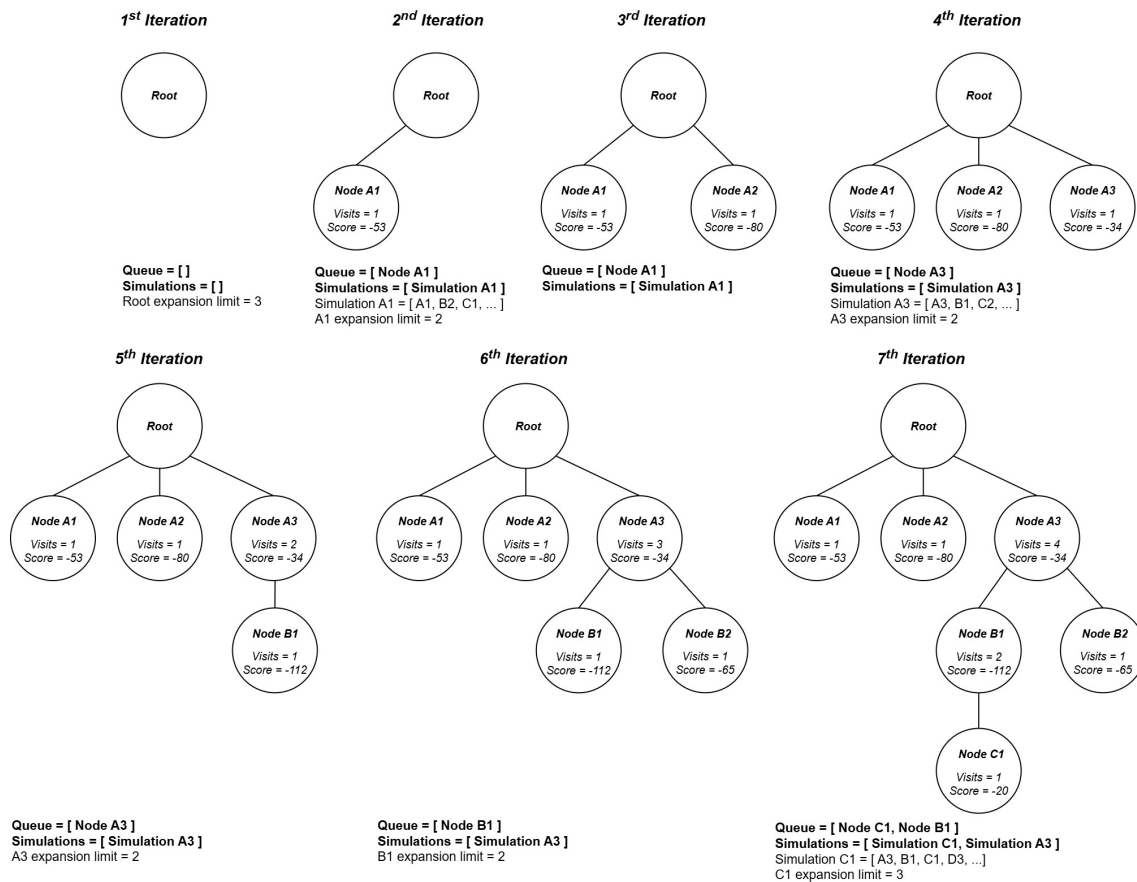 1st Iteration
Root
Queue = [ ]
Simulations = [ ]
Root expansion limit = 3
2nd Iteration
Root
Node A1
Visits = 1
Score = -53
Queue = [ Node A1 ]
Simulations = [ Simulation A1 ]
Simulation A1 = [ A1, B2, C1, ... ]
A1 expansion limit = 2
3rd Iteration
Root
Node A1
Visits = 1
Score = -53
Node A2
Visits = 1
Score = -80
Queue = [ Node A1 ]
Simulations = [ Simulation A1 ]
4th Iteration
Root
Node A1
Visits = 1
Score = -53
Node A2
Visits = 1
Score = -80
Node A3
Visits = 1
Score = -34
Queue = [ Node A3 ]
Simulations = [ Simulation A3 ]
Simulation A3 = [ A3, B1, C2, ... ]
A3 expansion limit = 2
5th Iteration
Root
Node A1
Visits = 1
Score = -53
Node A2
Visits = 1
Score = -80
Node A3
Visits = 2
Score = -34
Node B1
Visits = 1
Score = -112
Queue = [ Node A3 ]
Simulations = [ Simulation A3 ]
A3 expansion limit = 2
6th Iteration
Root
Node A1
Visits = 1
Score = -53
Node A2
Visits = 1
Score = -80
Node A3
Visits = 3
Score = -34
Node B1
Visits = 1
Score = -112
Node B2
Visits = 1
Score = -65
Queue = [ Node B1 ]
Simulations = [ Simulation A3 ]
B1 expansion limit = 2
7th Iteration
Root
Node A1
Visits = 1
Score = -53
Node A2
Visits = 1
Score = -80
Node A3
Visits = 4
Score = -34
Node B1
Visits = 2
Score = -112
Node B2
Visits = 1
Score = -65
Node C1
Visits = 1
Score = -20
Queue = [ Node C1, Node B1 ]
Simulations = [ Simulation C1, Simulation A3 ]
Simulation C1 = [ A3, B1, C1, D3, ...]
C1 expansion limit = 3